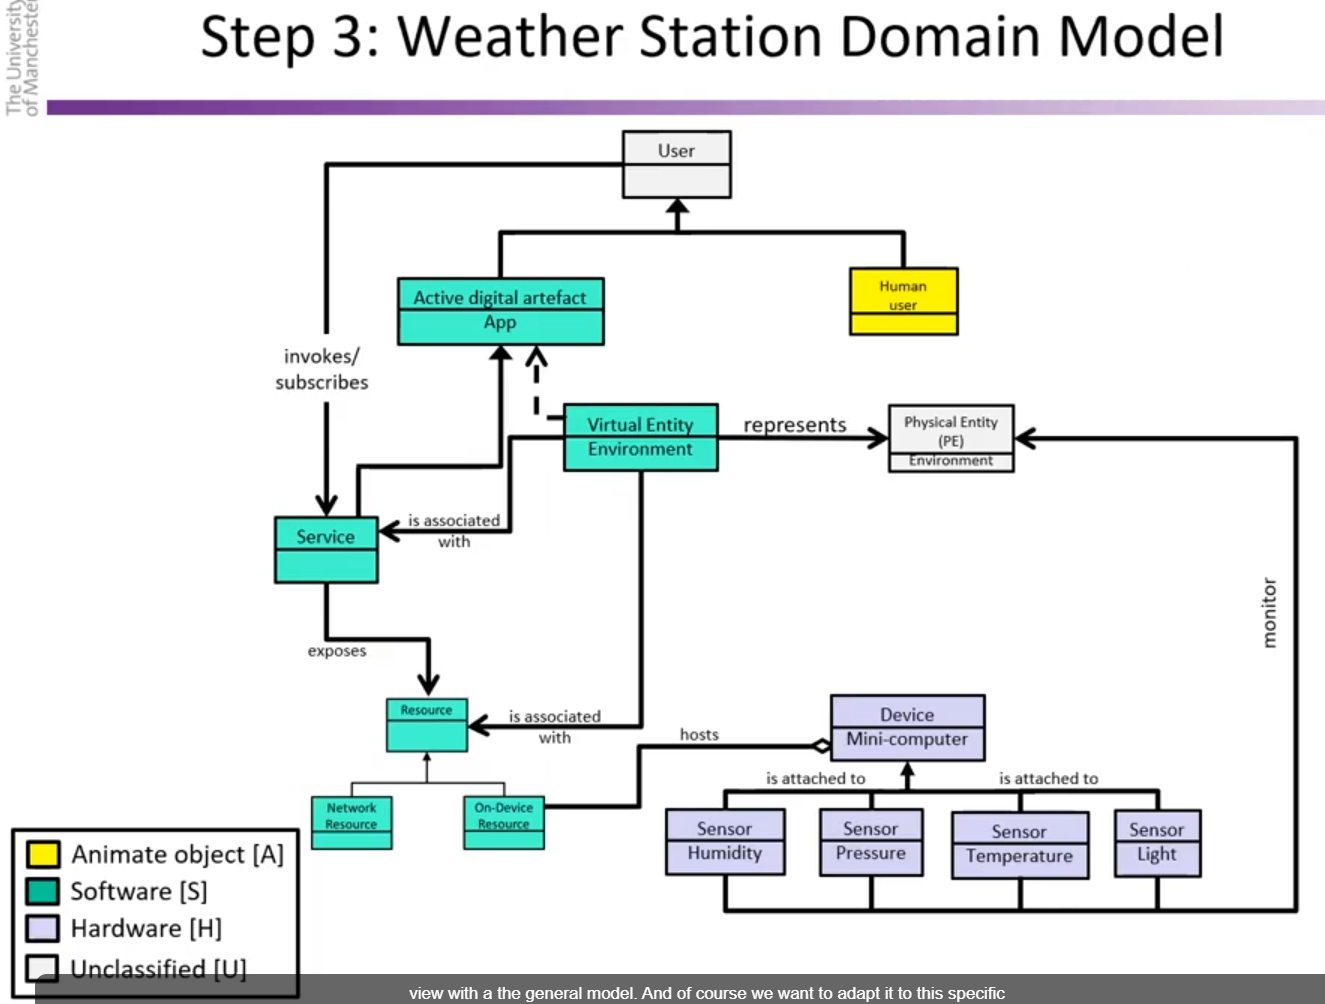 The University
of Manchester
Step 3: Weather Station Domain Model
User
Active digital artefact
App
Human
user
invokes/
subscribes
Virtual Entity
Environment
represents
Physical Entity
(PE)
Environment
Service
is associated
with
monitor
exposes
Resource
is associated
with
hosts
Device
Mini-computer
is attached to
is attached to
Network
Resource
On-Device
Resource
Sensor
Humidity
Sensor
Pressure
Sensor
Temperature
Sensor
Light
Animate object [A]
Software [S]
Hardware [H]
Unclassified [U]
view with a the general model. And of course we want to adapt it to this specific